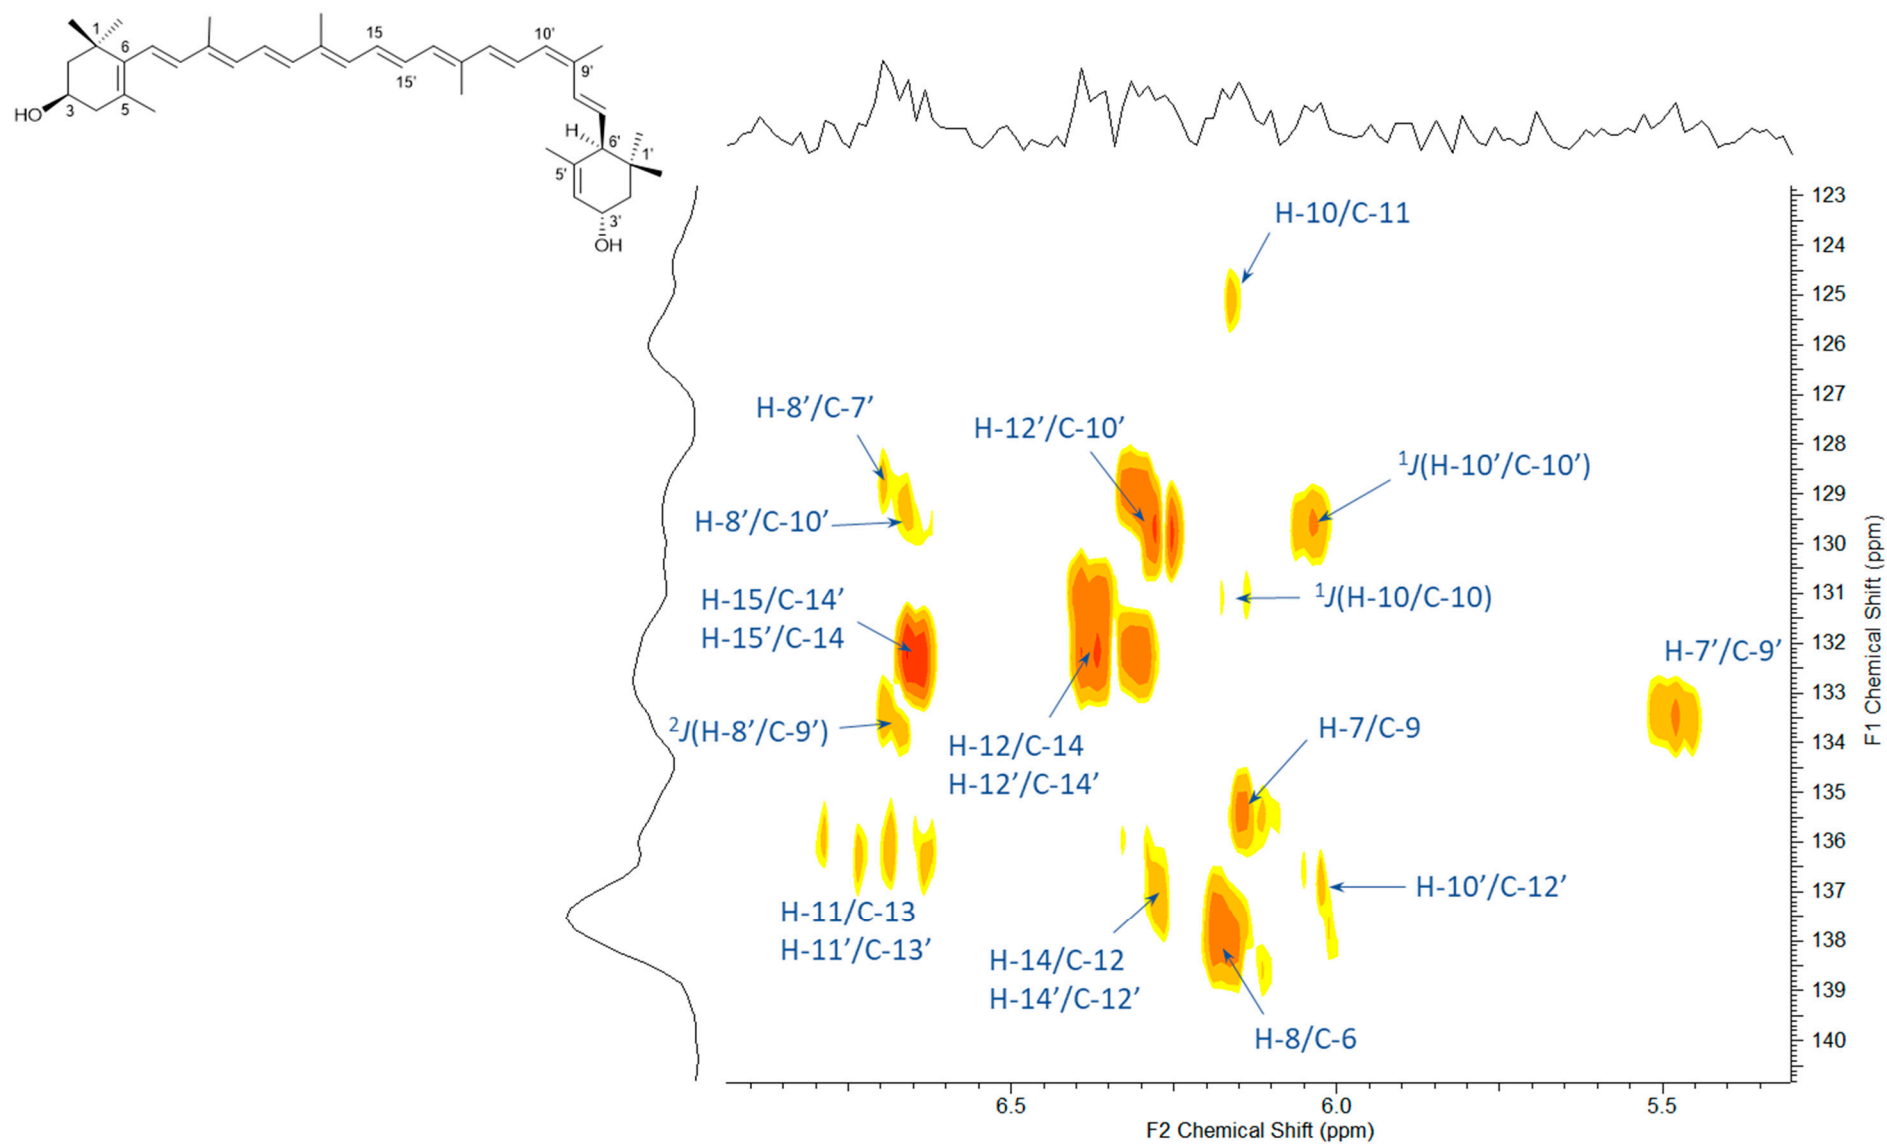 1
6
15
10'
15'
9'
HO
3
5
H
6'
1'
5'
3'
OH
H-10/C-11
H-8’/C-7’
H-12’/C-10’
¹J(H-10’/C-10’)
H-8’/C-10’
H-15/C-14’
H-15’/C-14
¹J(H-10/C-10)
H-7’/C-9’
²J(H-8’/C-9’)
H-12/C-14
H-12’/C-14’
H-7/C-9
H-11/C-13
H-11’/C-13’
H-14/C-12
H-14’/C-12’
H-10’/C-12’
H-8/C-6
123
124
125
126
127
128
129
130
131
132
133
134
135
136
137
138
139
140
F1 Chemical Shift (ppm)
6.5
6.0
5.5
F2 Chemical Shift (ppm)